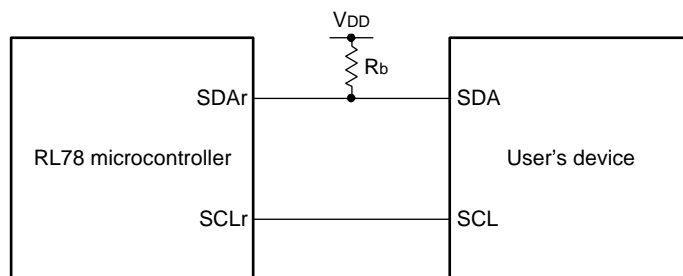 VDD
Rb
SDAr
SDA
RL78 microcontroller
User's device
SCLr
SCL